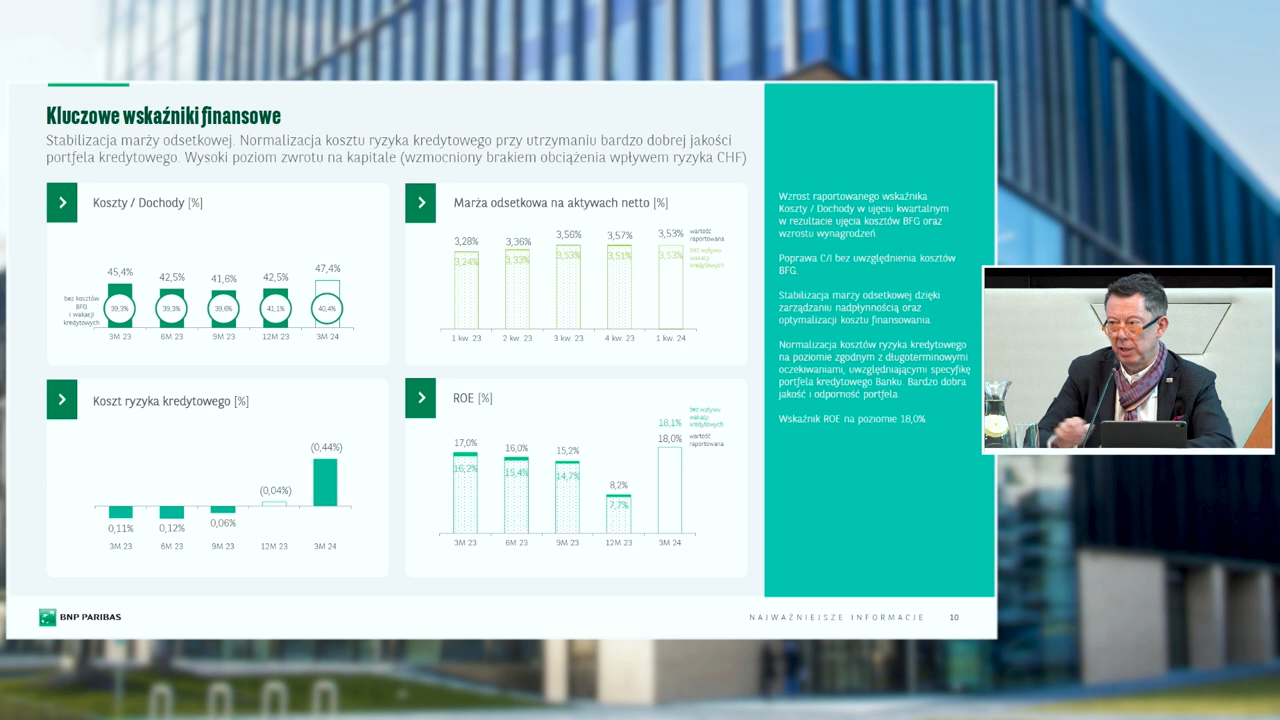 Kluczowe wskaźniki finansowe
Stabilizacja marży odsetkowej. Normalizacja kosztu ryzyka kredytowego przy utrzymaniu bardzo dobrej jakości
portfela kredytowego. Wysoki poziom zwrotu na kapitale (wzmocniony brakiem obciążenia wpływem ryzyka CHF)
Koszty / Dochody [%]
45,4%
42,5%
41,6%
42,5%
47,4%
bez kosztów
BFG
i wakacji
kredytowych
39,3%
39,3%
39,6%
41,1%
40,4%
3M 23
6M 23
9M 23
12M 23
3M 24
Marża odsetkowa na aktywach netto [%]
3,28%
3,36%
3,56%
3,57%
3,53%
wartość
raportowana
3,24%
3,33%
3,53%
3,51%
3,53%
bez wpływu
wakacji
kredytowych
1 kw. 23
2 kw. 23
3 kw. 23
4 kw. 23
1 kw. 24
Koszt ryzyka kredytowego [%]
0,11%
0,12%
0,06%
(0,04%)
(0,44%)
3M 23
6M 23
9M 23
12M 23
3M 24
ROE [%]
bez wpływu
wakacji
kredytowych
18,1%
17,0%
16,0%
15,2%
8,2%
18,0%
wartość
raportowana
16,2%
15,4%
14,7%
7,7%
3M 23
6M 23
9M 23
12M 23
3M 24
Wzrost raportowanego wskaźnika
Koszty / Dochody w ujęciu kwartalnym
w rezultacie ujęcia kosztów BFG oraz
wzrostu wynagrodzeń.
Poprawa C/I bez uwzględnienia kosztów
BFG.
Stabilizacja marży odsetkowej dzięki
zarządzaniu nadpłynnością oraz
optymalizacji kosztu finansowania.
Normalizacja kosztów ryzyka kredytowego
na poziomie zgodnym z długoterminowymi
oczekiwaniami, uwzględniającymi specyfikę
portfela kredytowego Banku. Bardzo dobra
jakość i odporność portfela.
Wskaźnik ROE na poziomie 18,0%.
BNP PARIBAS
NAJWAŻNIEJSZE INFORMACJE 10